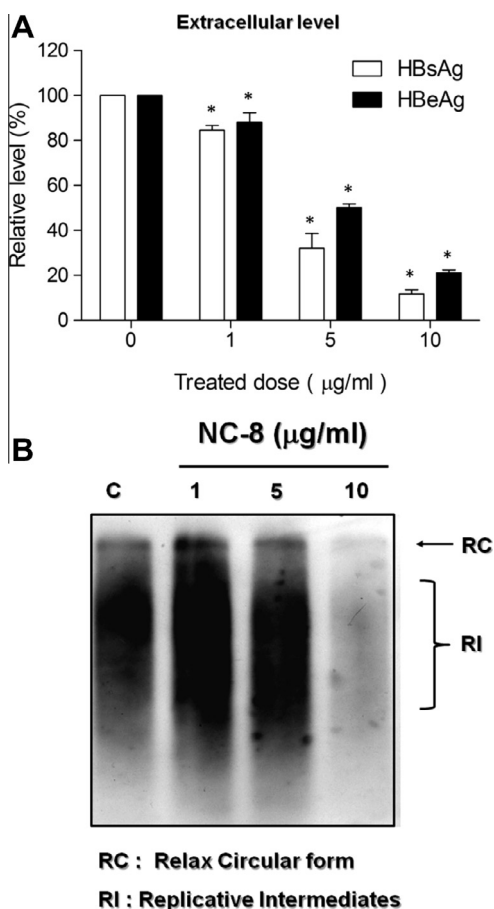 A
Extracellular level
HBsAg
HBeAg
Relative level (%)
120
100
80
60
40
20
0
* * * * * *
0 1 5 10
Treated dose ( μg/ml )
B
NC-8 (μg/ml)
C 1 5 10
RC
RI
RC : Relax Circular form
RI : Replicative Intermediates